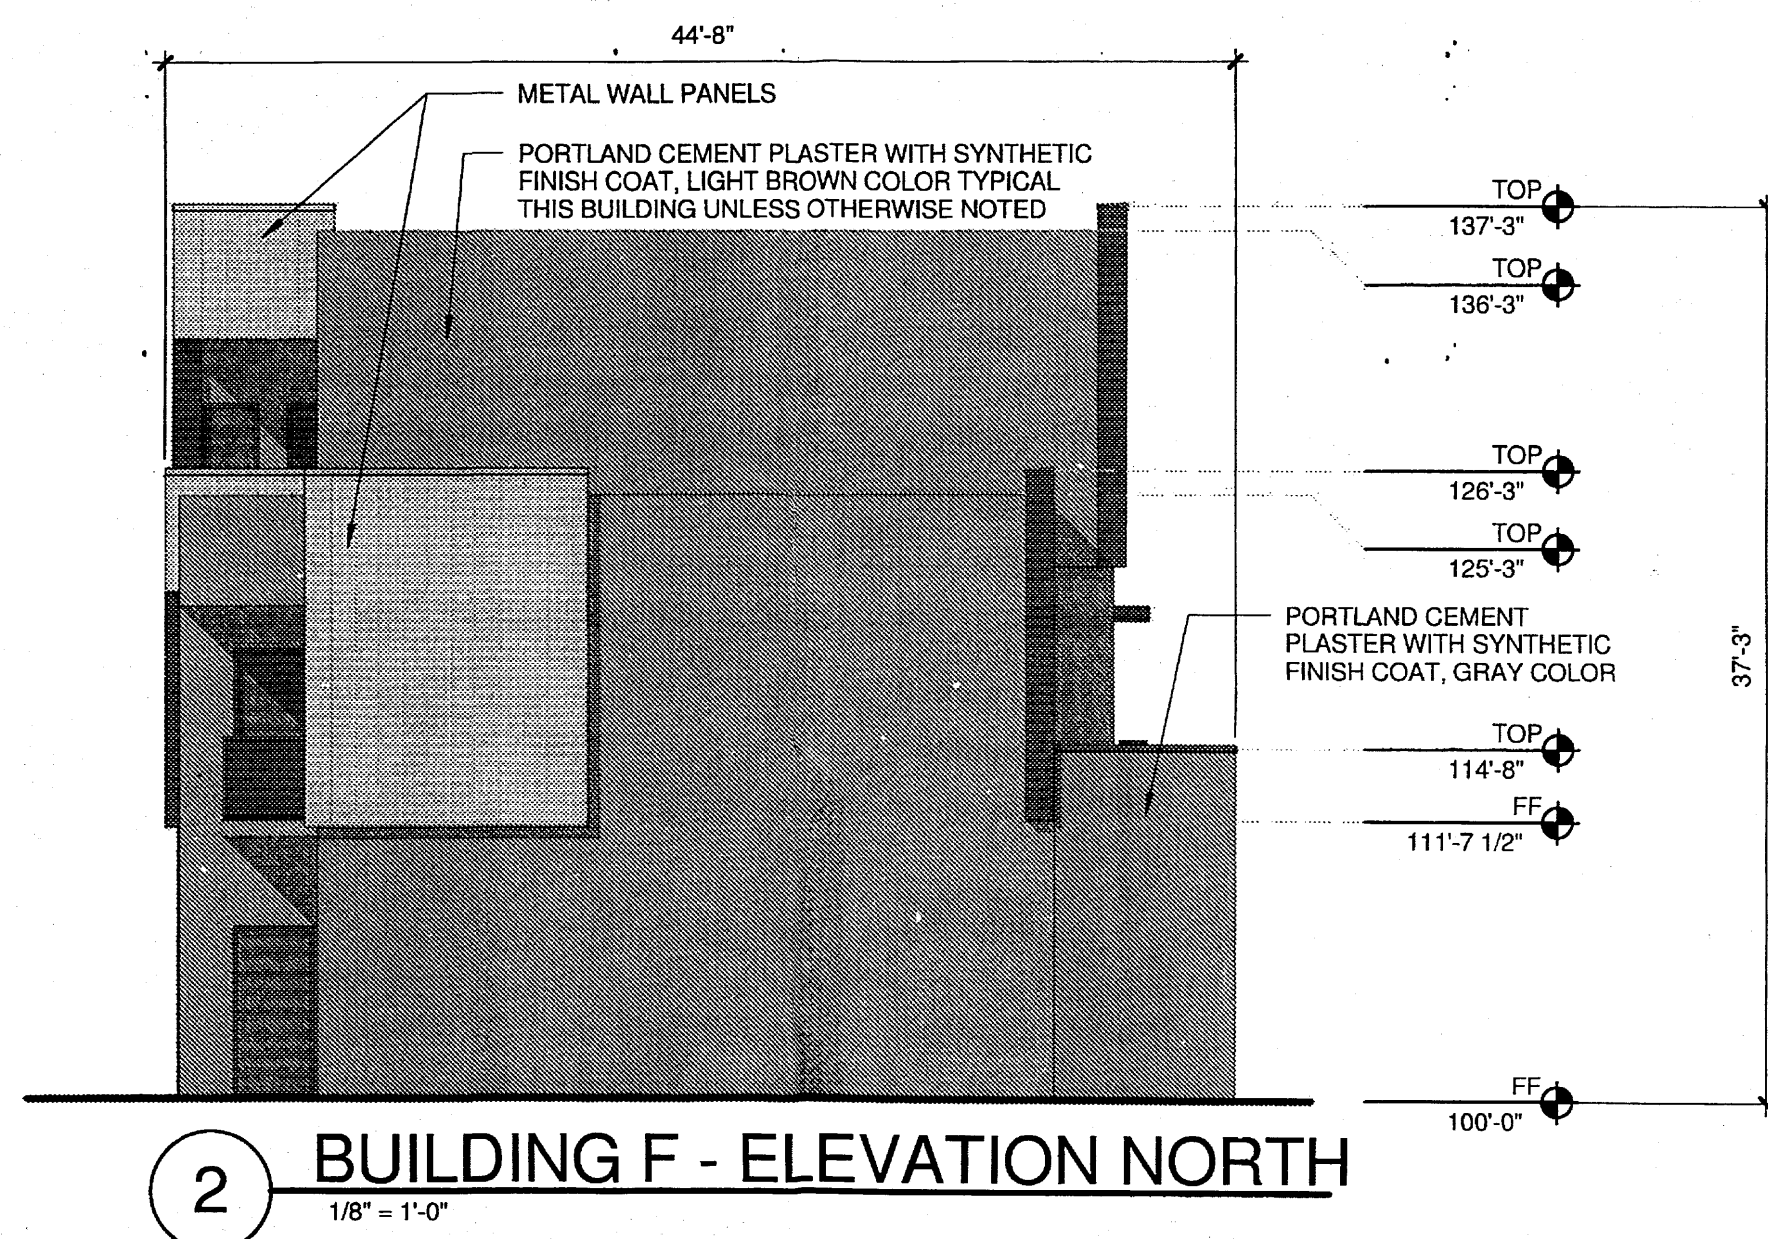 44'-8"
METAL WALL PANELS
PORTLAND CEMENT PLASTER WITH SYNTHETIC
FINISH COAT, LIGHT BROWN COLOR TYPICAL
THIS BUILDING UNLESS OTHERWISE NOTED
TOP
137'-3"
TOP
136'-3"
TOP
126'-3"
TOP
125'-3"
PORTLAND CEMENT
PLASTER WITH SYNTHETIC
FINISH COAT, GRAY COLOR
37'-3"
TOP
114'-8"
FF
111'-7 1/2"
FF
100'-0"
2
BUILDING F - ELEVATION NORTH
1/8" = 1'-0"